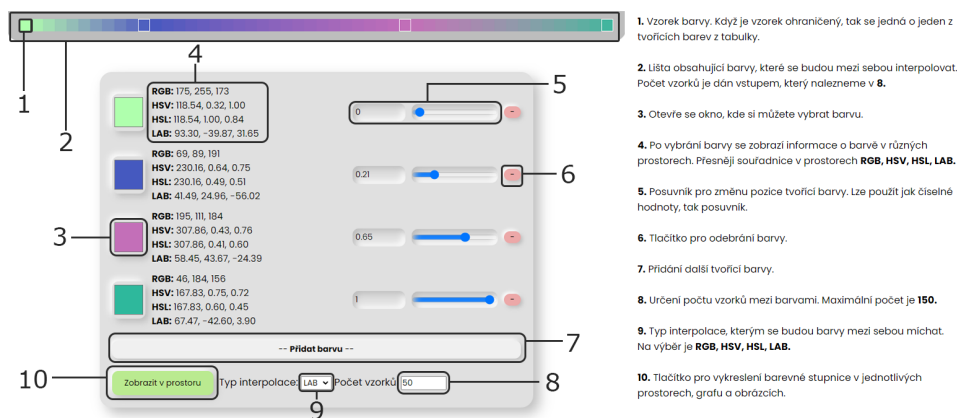 1
2
4
RGB: 175, 255, 173
HSV: 118.54, 0.32, 1.00
HSL: 118.54, 1.00, 0.84
LAB: 93.30, -39.87, 31.65
0
-
5
RGB: 69, 89, 191
HSV: 230.16, 0.64, 0.75
HSL: 230.16, 0.49, 0.51
LAB: 41.49, 24.96, -56.02
0.21
-
6
3
RGB: 195, 111, 184
HSV: 307.86, 0.43, 0.76
HSL: 307.86, 0.41, 0.60
LAB: 58.45, 43.67, -24.39
0.65
-
RGB: 46, 184, 156
HSV: 167.83, 0.75, 0.72
HSL: 167.83, 0.60, 0.45
LAB: 67.47, -42.60, 3.90
1
-
-- Přidat barvu --
7
10
Zobrazit v prostoru Typ interpolace: LAB Počet vzorků 50
8
9
1. Vzorek barvy. Když je vzorek ohraničený, tak se jedná o jeden z
tvořících barev z tabulky.
2. Lišta obsahující barvy, které se budou mezi sebou interpolovat.
Počet vzorků je dán vstupem, který nalezneme v 8.
3. Otevře se okno, kde si můžete vybrat barvu.
4. Po vybrání barvy se zobrazí informace o barvě v různých
prostorech. Přesněji souřadnice v prostorech RGB, HSV, HSL, LAB.
5. Posuvník pro změnu pozice tvořící barvy. Lze použít jak číselné
hodnoty, tak posuvník.
6. Tlačítko pro odebrání barvy.
7. Přidání další tvořící barvy.
8. Určení počtu vzorků mezi barvami. Maximální počet je 150.
9. Typ interpolace, kterým se budou barvy mezi sebou míchat.
Na výběr je RGB, HSV, HSL, LAB.
10. Tlačítko pro vykreslení barevné stupnice v jednotlivých
prostorech, grafu a obrázcích.